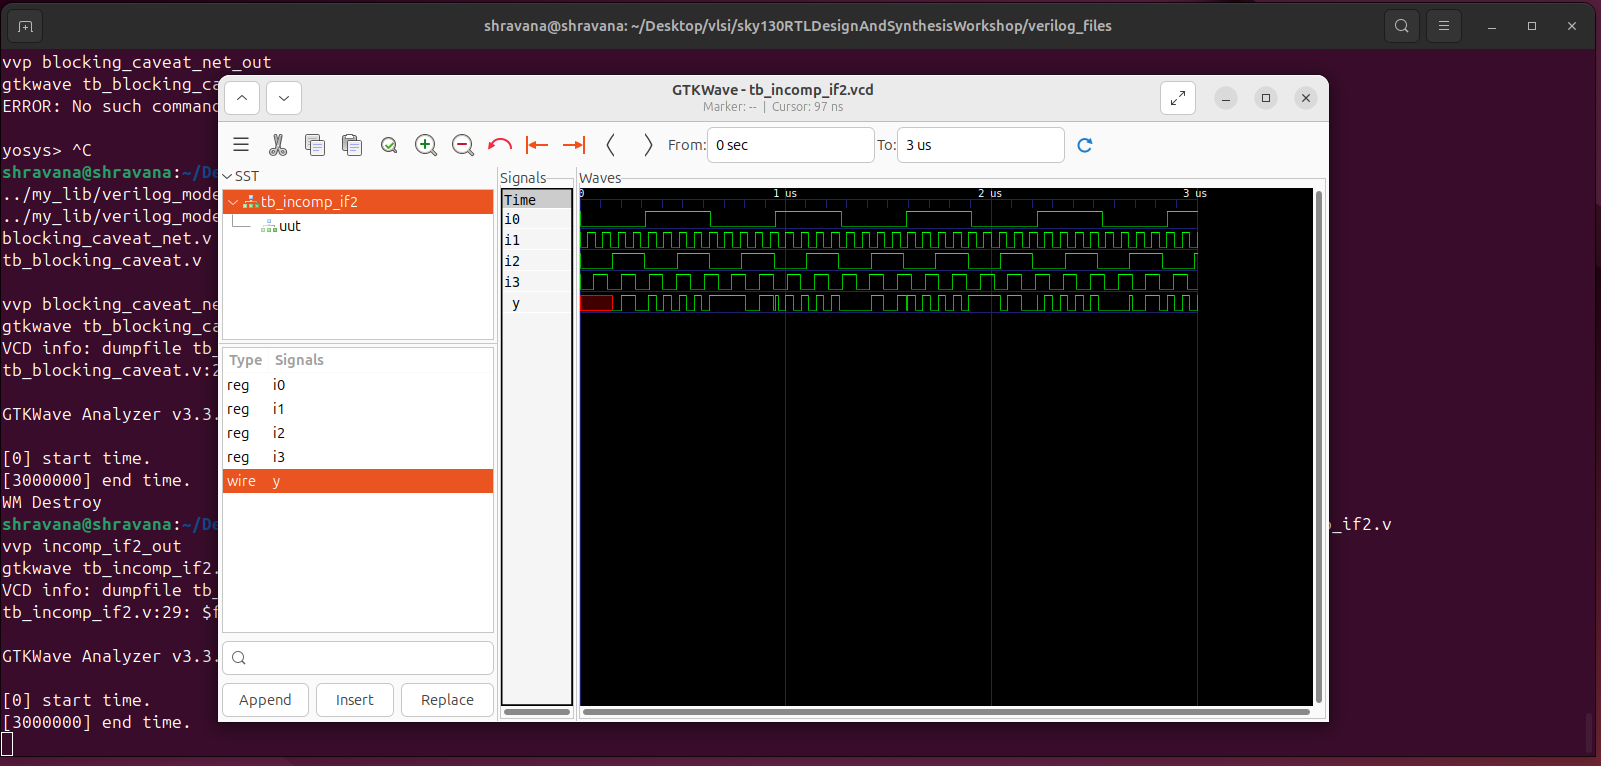 shravana@shravana: ~/Desktop/vlsi/sky130RTLDesignAndSynthesisWorkshop/verilog_files
vvp blocking_caveat_net_out
gtkwave tb_blocking_ca
ERROR: No such command
yosys> ^C
shravana@shravana:~/De
../my_lib/verilog_mode
../my_lib/verilog_mode
blocking_caveat_net.v
tb_blocking_caveat.v
vvp blocking_caveat_ne
gtkwave tb_blocking_ca
VCD info: dumpfile tb_
tb_blocking_caveat.v:2
GTKWave Analyzer v3.3.
[0] start time.
[3000000] end time.
WM Destroy
shravana@shravana:~/De
p_if2.v
vvp incomp_if2_out
gtkwave tb_incomp_if2.
VCD info: dumpfile tb_
tb_incomp_if2.v:29: $f
GTKWave Analyzer v3.3.
[0] start time.
[3000000] end time.
GTKWave - tb_incomp_if2.vcd
Marker: -- | Cursor: 97 ns
From: 0 sec To: 3 us
SST
tb_incomp_if2
uut
Type Signals
reg i0
reg i1
reg i2
reg i3
wire y
Append Insert Replace
Signals
Time
i0
i1
i2
i3
y
Waves
0 1 us 2 us 3 us